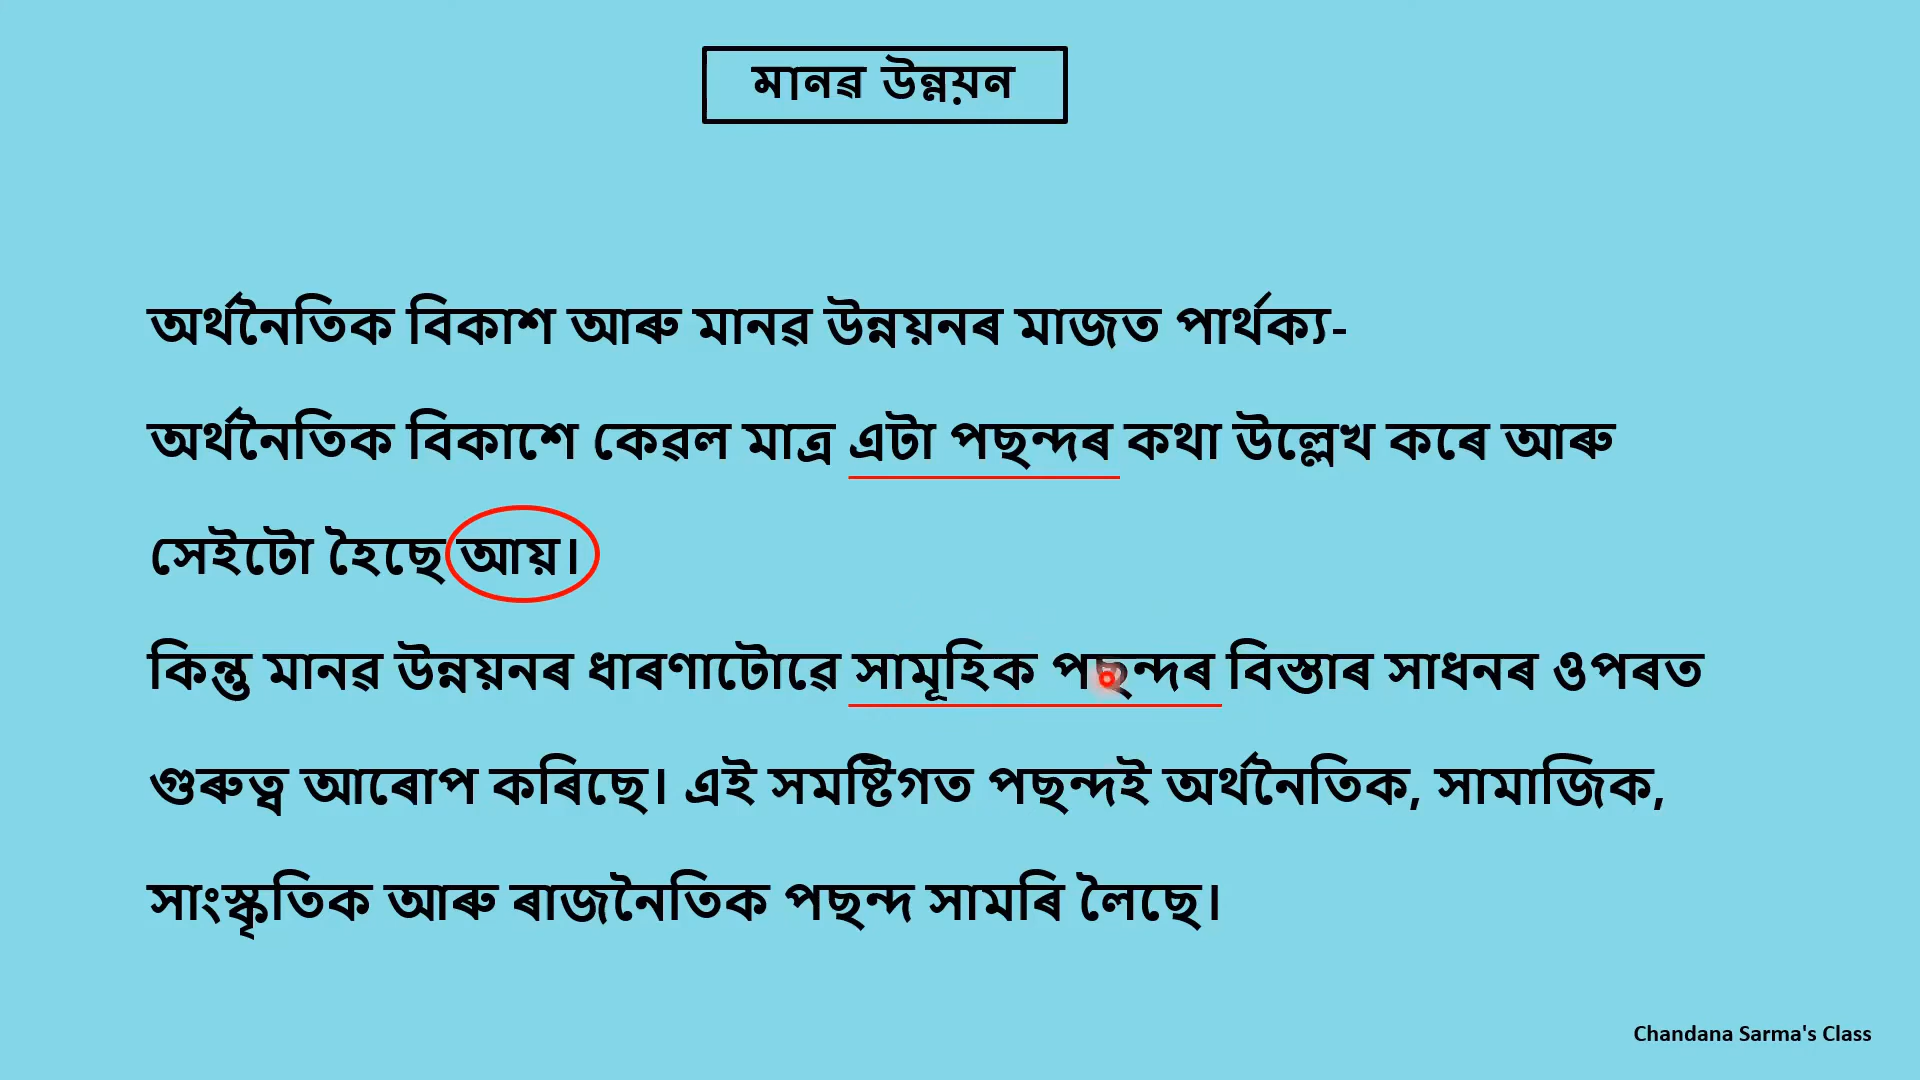 মানৱ উন্নয়ন
অৰ্থনৈতিক বিকাশ আৰু মানৱ উন্নয়নৰ মাজত পাৰ্থক্য-
অৰ্থনৈতিক বিকাশে কেৱল মাত্ৰ এটা পছন্দৰ কথা উল্লেখ কৰে আৰু
সেইটো হৈছে আয়।
কিন্তু মানৱ উন্নয়নৰ ধাৰণাটোৱে সামূহিক পছন্দৰ বিস্তাৰ সাধনৰ ওপৰত
গুৰুত্ব আৰোপ কৰিছে। এই সমষ্টিগত পছন্দই অৰ্থনৈতিক, সামাজিক,
সাংস্কৃতিক আৰু ৰাজনৈতিক পছন্দ সামৰি লৈছে।
Chandana Sarma's Class